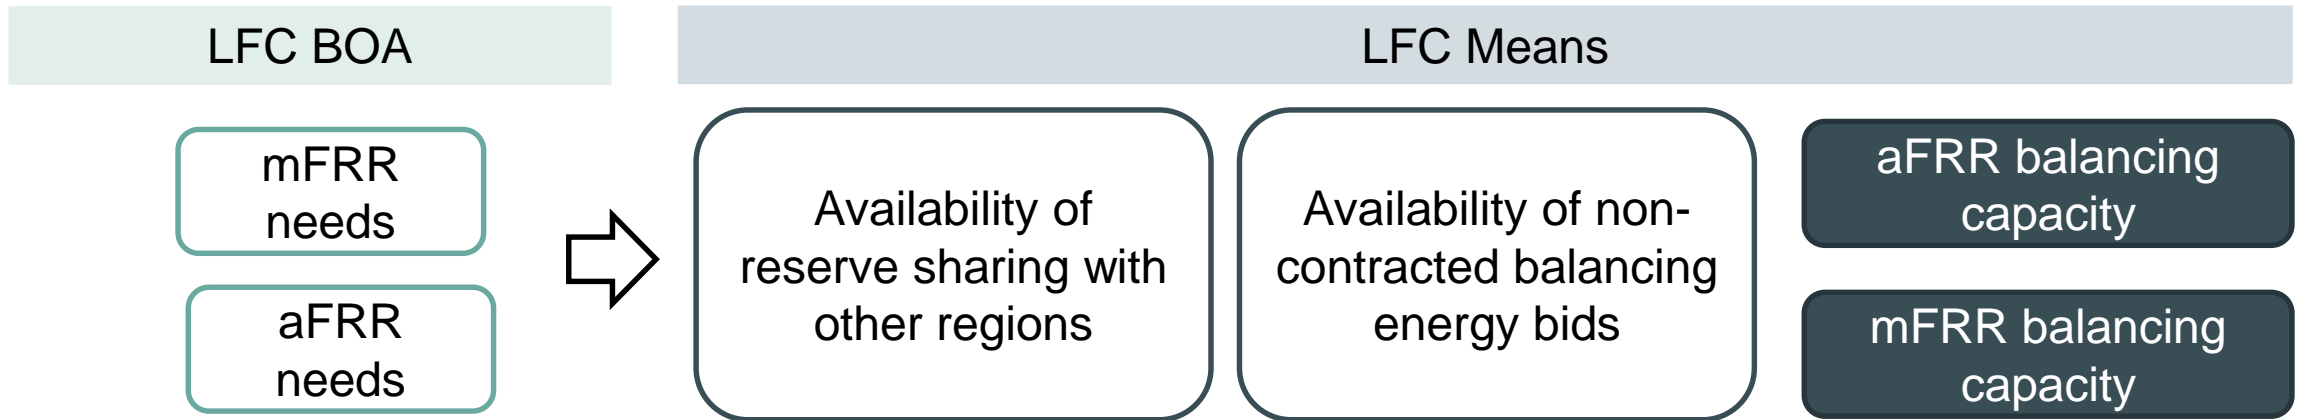 LFC BOA
LFC Means
mFRR
needs
aFRR
needs
Availability of
reserve sharing with
other regions
Availability of non-
contracted balancing
energy bids
aFRR balancing
capacity
mFRR balancing
capacity